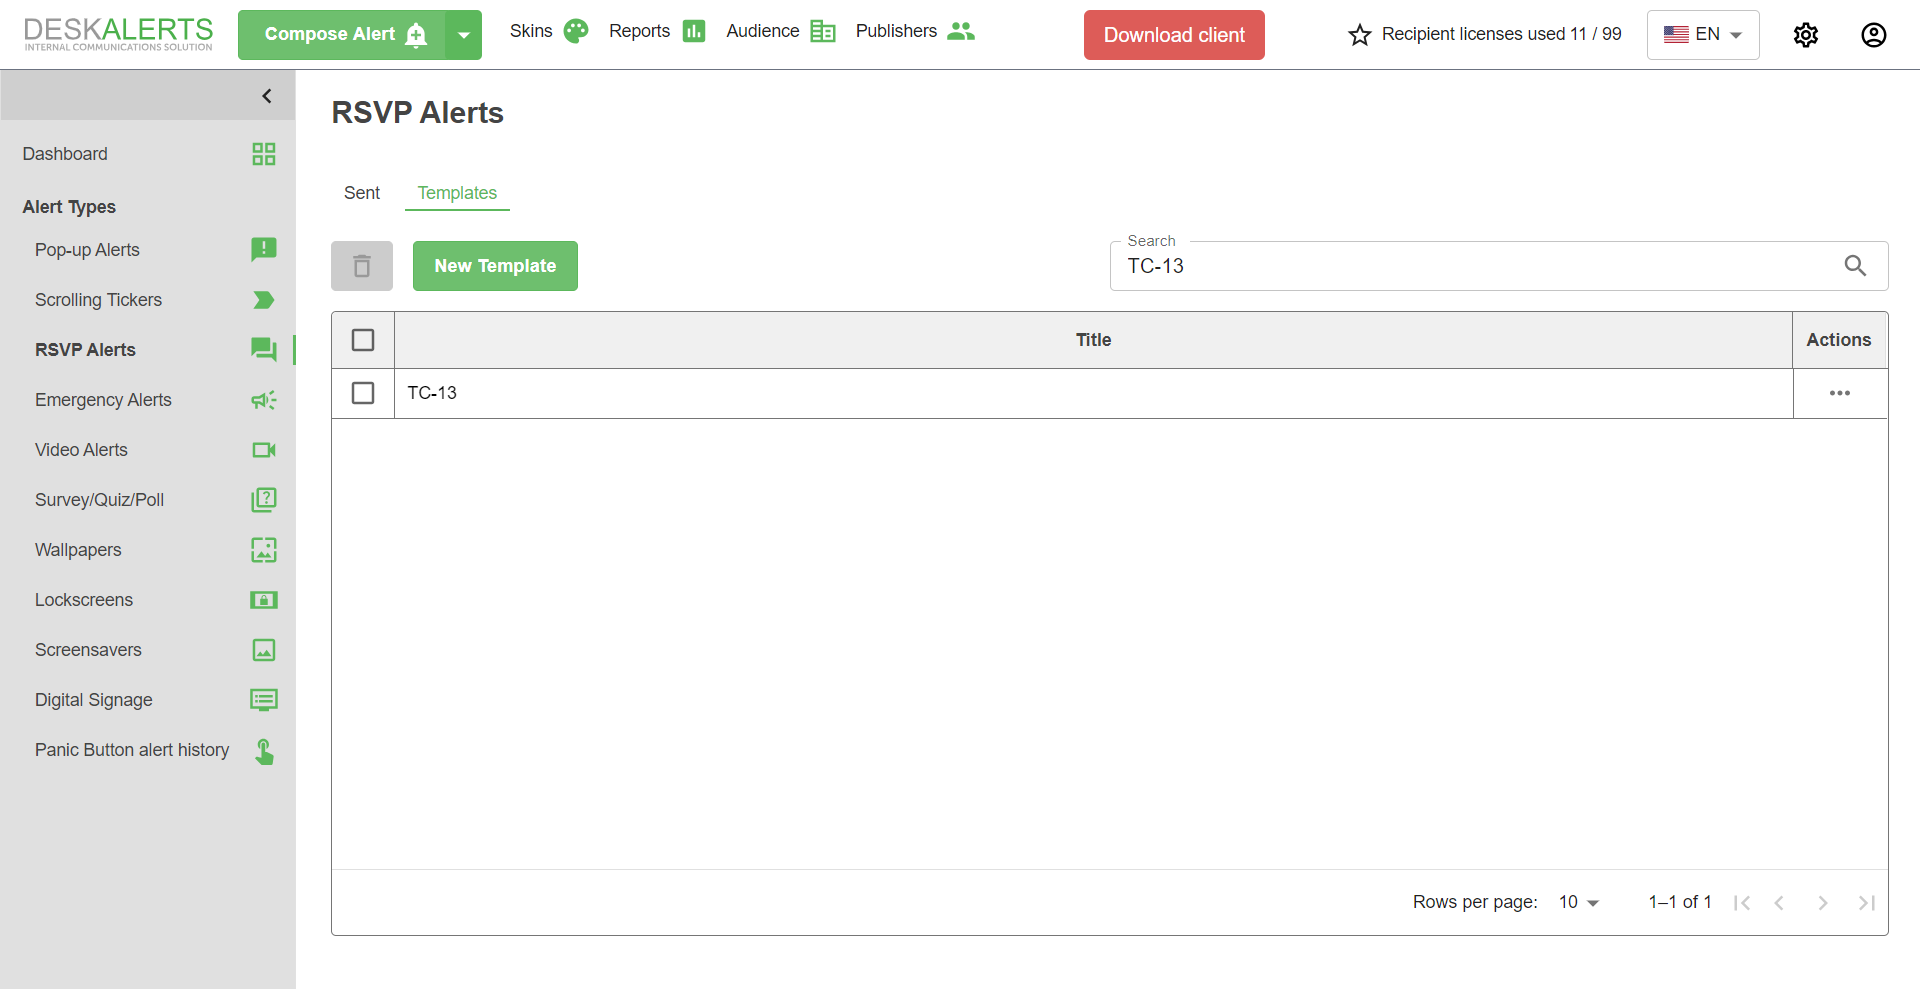 DESKALERTS
INTERNAL COMMUNICATIONS SOLUTION
Compose Alert
Skins
Reports
Audience
Publishers
Download client
Recipient licenses used 11 / 99
EN
Dashboard
Alert Types
Pop-up Alerts
Scrolling Tickers
RSVP Alerts
Emergency Alerts
Video Alerts
Survey/Quiz/Poll
Wallpapers
Lockscreens
Screensavers
Digital Signage
Panic Button alert history
RSVP Alerts
Sent
Templates
New Template
Search
TC-13
Title
Actions
TC-13
Rows per page:
10
1–1 of 1